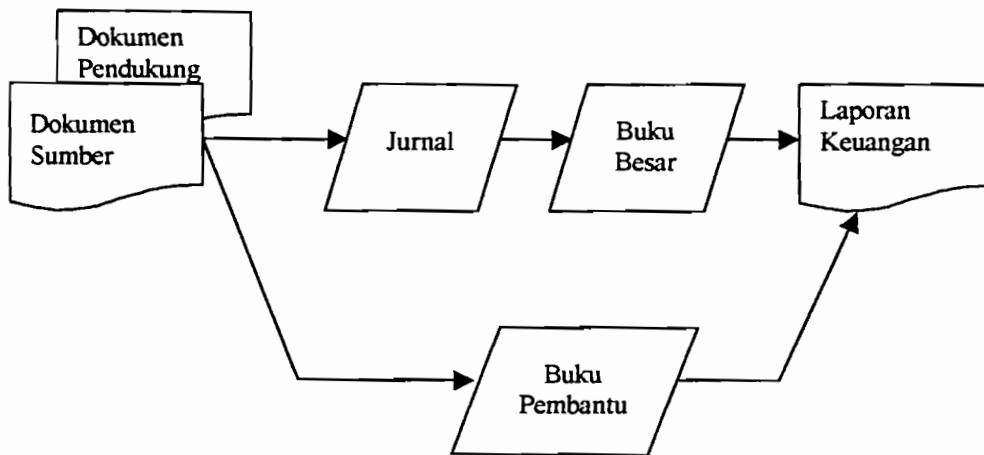 Dokumen
Pendukung
Dokumen
Sumber
Jurnal
Buku
Besar
Laporan
Keuangan
Buku
Pembantu